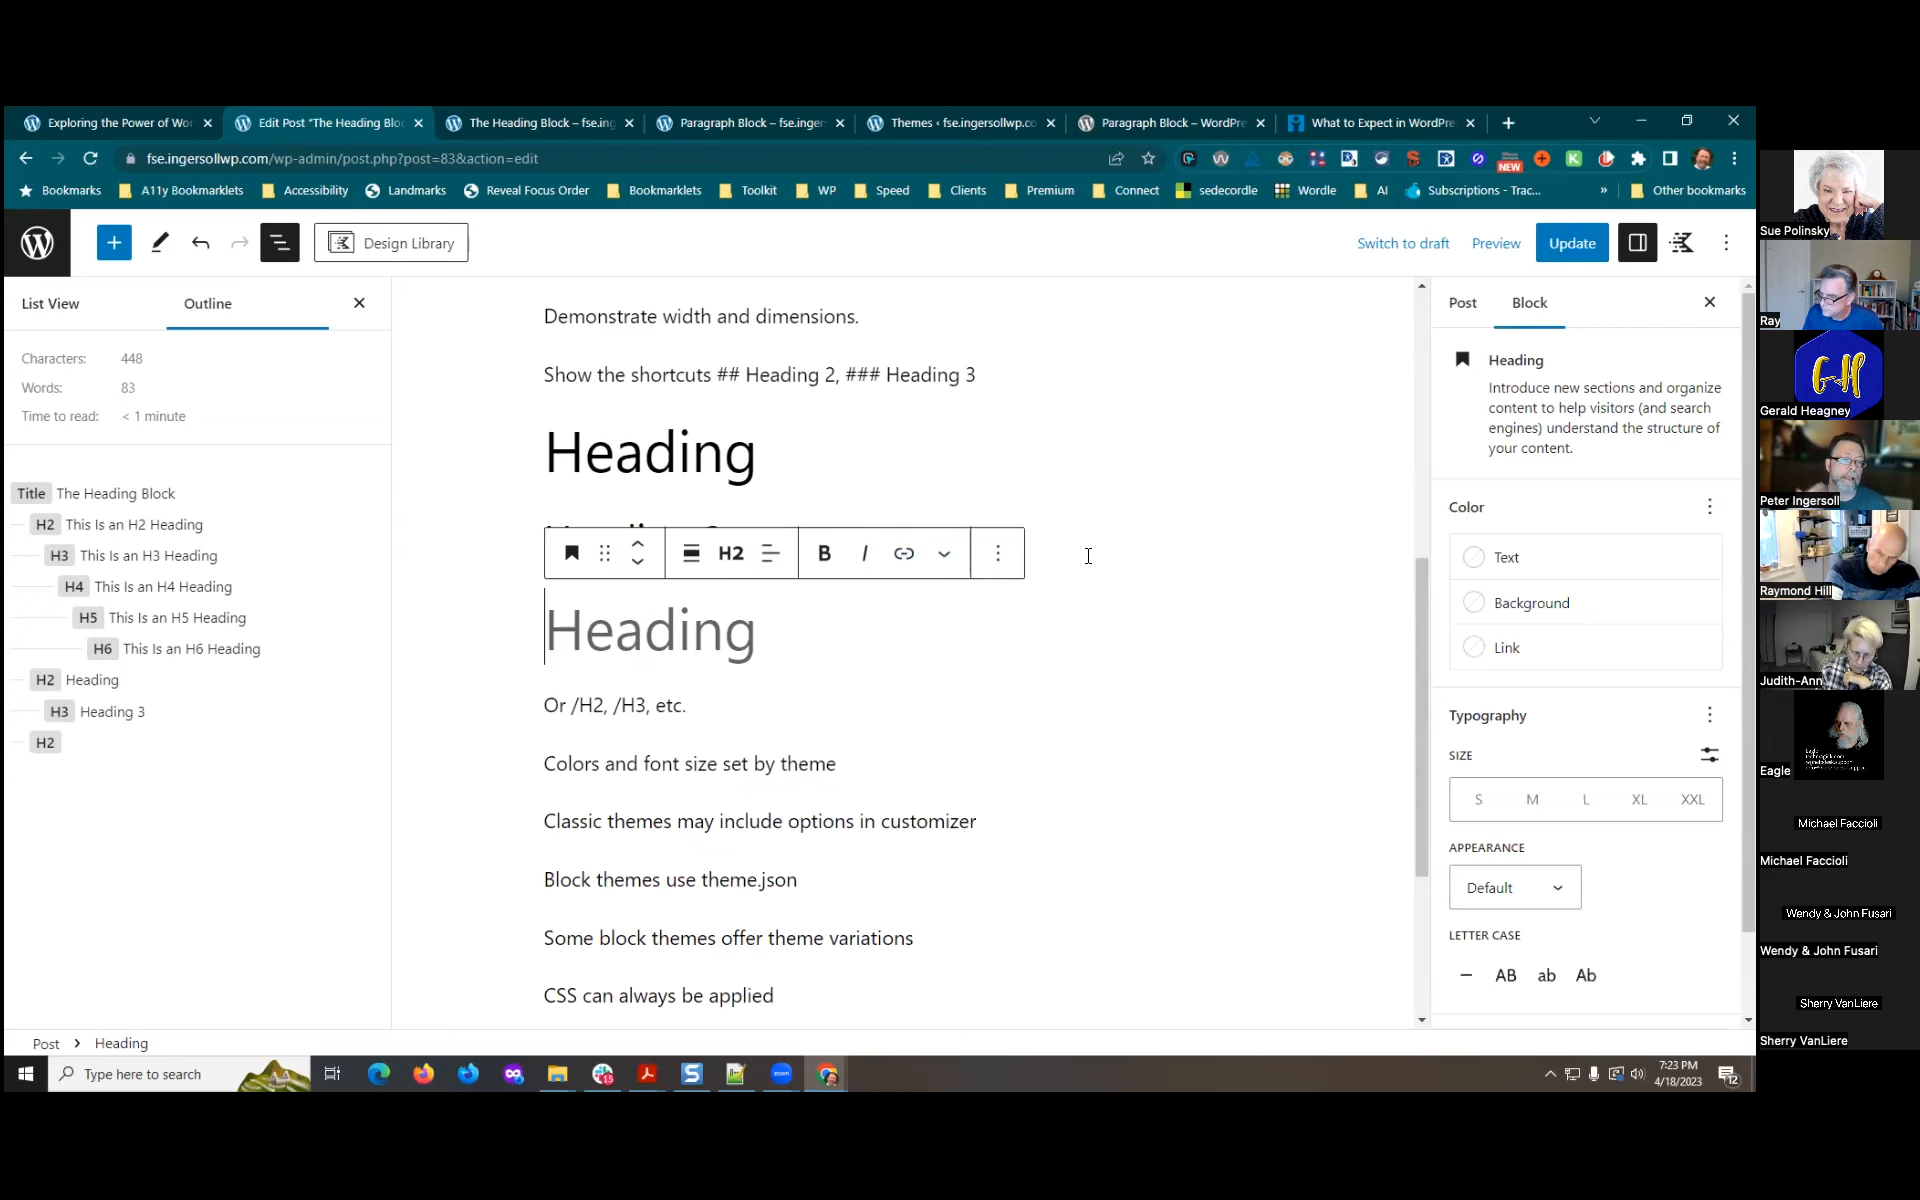 Exploring the Power of Wor
Edit Post "The Heading Bloc
The Heading Block – fse.ing
Paragraph Block – fse.ingers
Themes ‹ fse.ingersollwp.co
Paragraph Block – WordPre
What to Expect in WordPre
fse.ingersollwp.com/wp-admin/post.php?post=83&action=edit
NEW
Bookmarks
A11y Bookmarklets
Accessibility
Landmarks
Reveal Focus Order
Bookmarklets
Toolkit
WP
Speed
Clients
Premium
Connect
sedecordle
Wordle
AI
Subscriptions - Trac...
»
Other bookmarks
Design Library
Switch to draft
Preview
Update
List View
Outline
Characters: 448
Words: 83
Time to read: < 1 minute
Title The Heading Block
H2 This Is an H2 Heading
H3 This Is an H3 Heading
H4 This Is an H4 Heading
H5 This Is an H5 Heading
H6 This Is an H6 Heading
H2 Heading
H3 Heading 3
H2
Demonstrate width and dimensions.
Show the shortcuts ## Heading 2, ### Heading 3
Heading
H2 B I
Heading
Or /H2, /H3, etc.
Colors and font size set by theme
Classic themes may include options in customizer
Block themes use theme.json
Some block themes offer theme variations
CSS can always be applied
Post
Block
Heading
Introduce new sections and organize
content to help visitors (and search
engines) understand the structure of
your content.
Color
Text
Background
Link
Typography
SIZE
S M L XL XXL
APPEARANCE
Default
LETTER CASE
– AB ab Ab
Post > Heading
Type here to search
15
zoom
7:23 PM
4/18/2023
12
Sue Polinsky
Ray
GH
Gerald Heagney
Peter Ingersoll
Raymond Hill
Judith-Ann
Eagle
Michael Faccioli
Michael Faccioli
Wendy & John Fusari
Wendy & John Fusari
Sherry VanLiere
Sherry VanLiere